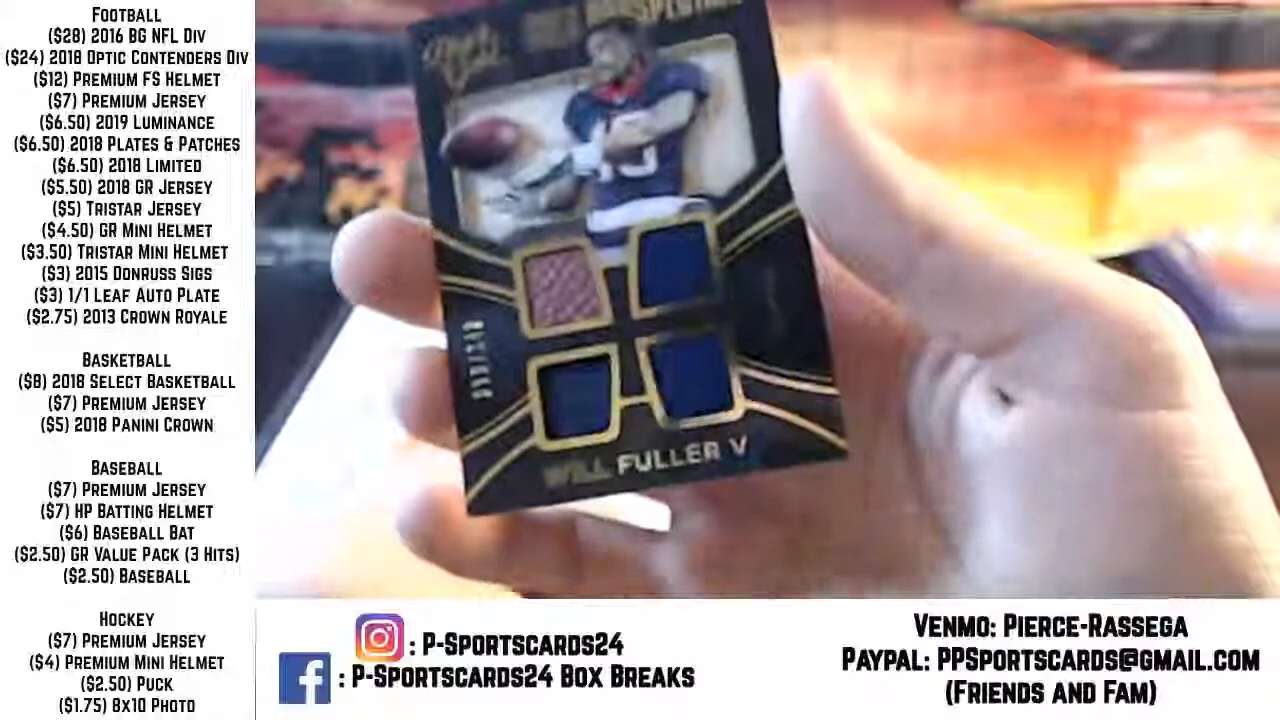 Football
($28) 2016 BG NFL Div
($24) 2018 Optic Contenders Div
($12) Premium FS Helmet
($7) Premium Jersey
($6.50) 2019 Luminance
($6.50) 2018 Plates & Patches
($6.50) 2018 Limited
($5.50) 2018 GR Jersey
($5) Tristar Jersey
($4.50) GR Mini Helmet
($3.50) Tristar Mini Helmet
($3) 2015 Donruss Sigs
($3) 1/1 Leaf Auto Plate
($2.75) 2013 Crown Royale
Basketball
($8) 2018 Select Basketball
($7) Premium Jersey
($5) 2018 Panini Crown
Baseball
($7) Premium Jersey
($7) HP Batting Helmet
($6) Baseball Bat
($2.50) GR Value Pack (3 Hits)
($2.50) Baseball
Hockey
($7) Premium Jersey
($4) Premium Mini Helmet
($2.50) Puck
($1.75) 8x10 Photo
WILL FULLER V
: P-Sportscards24
: P-Sportscards24 Box Breaks
Venmo: Pierce-Rassega
PayPal: PPSportscards@gmail.com
(Friends and Fam)